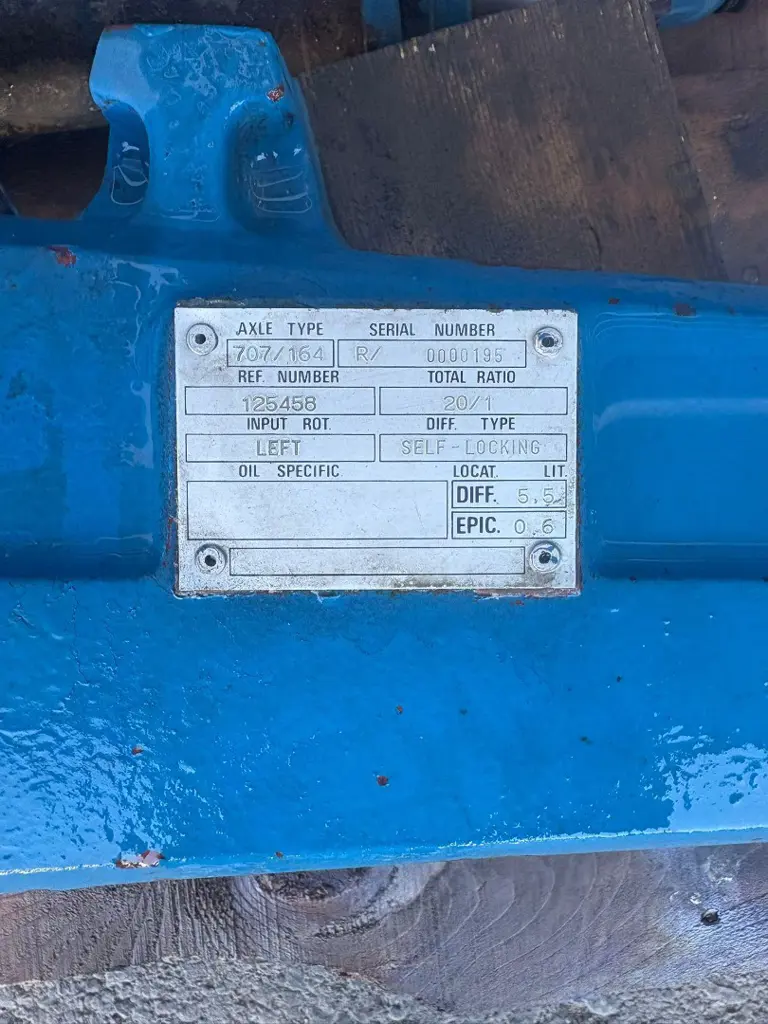 AXLE TYPE SERIAL NUMBER
707/164 R/ 0000195
REF. NUMBER TOTAL RATIO
125458 20/1
INPUT ROT. DIFF. TYPE
LEFT SELF-LOCKING
OIL SPECIFIC LOCAT. LIT.
DIFF. 5,5
EPIC. 0,6